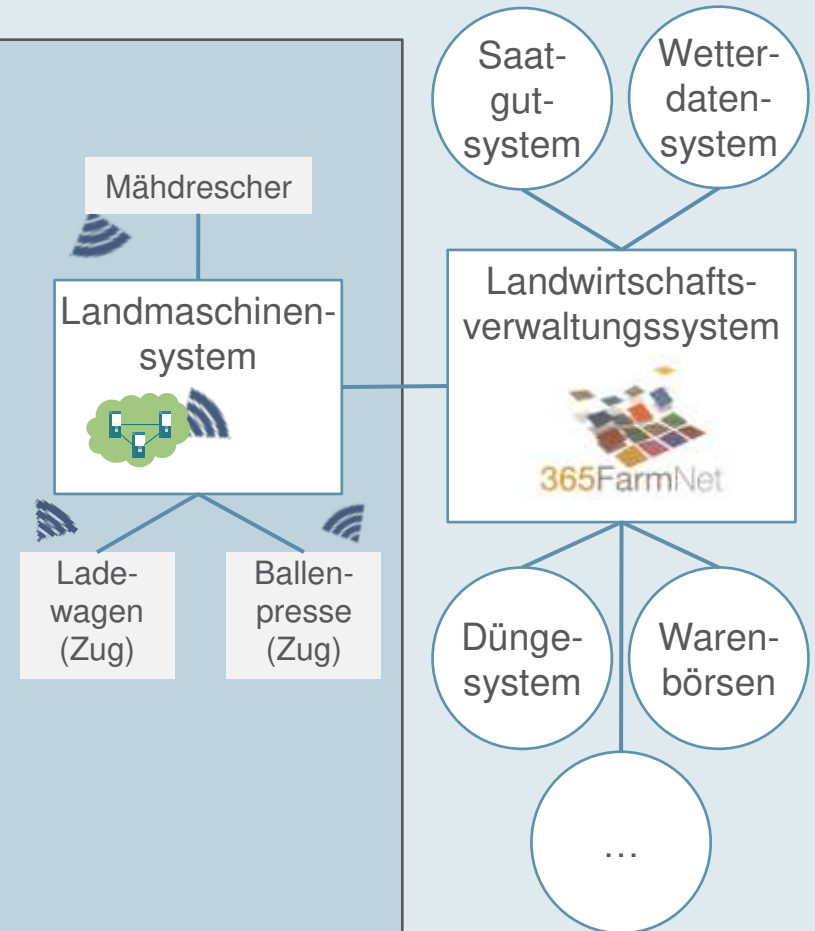 Mähdrescher
Landmaschinen-
system
Lade-
wagen
(Zug)
Ballen-
presse
(Zug)
Saat-
gut-
system
Wetter-
daten-
system
Landwirtschafts-
verwaltungssystem
365FarmNet
Dünge-
system
Waren-
börsen
…